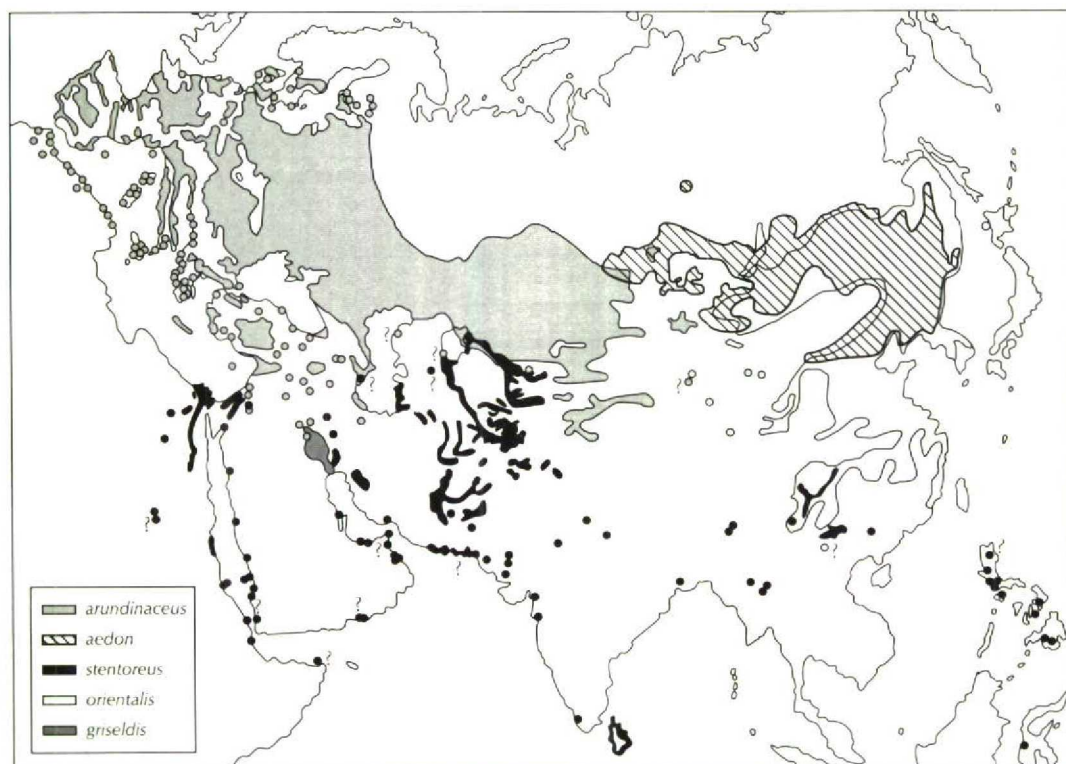 arundinaceus
aedon
stentoreus
orientalis
griseldis
?
?
?
?
?
?
?
?
?
?
?